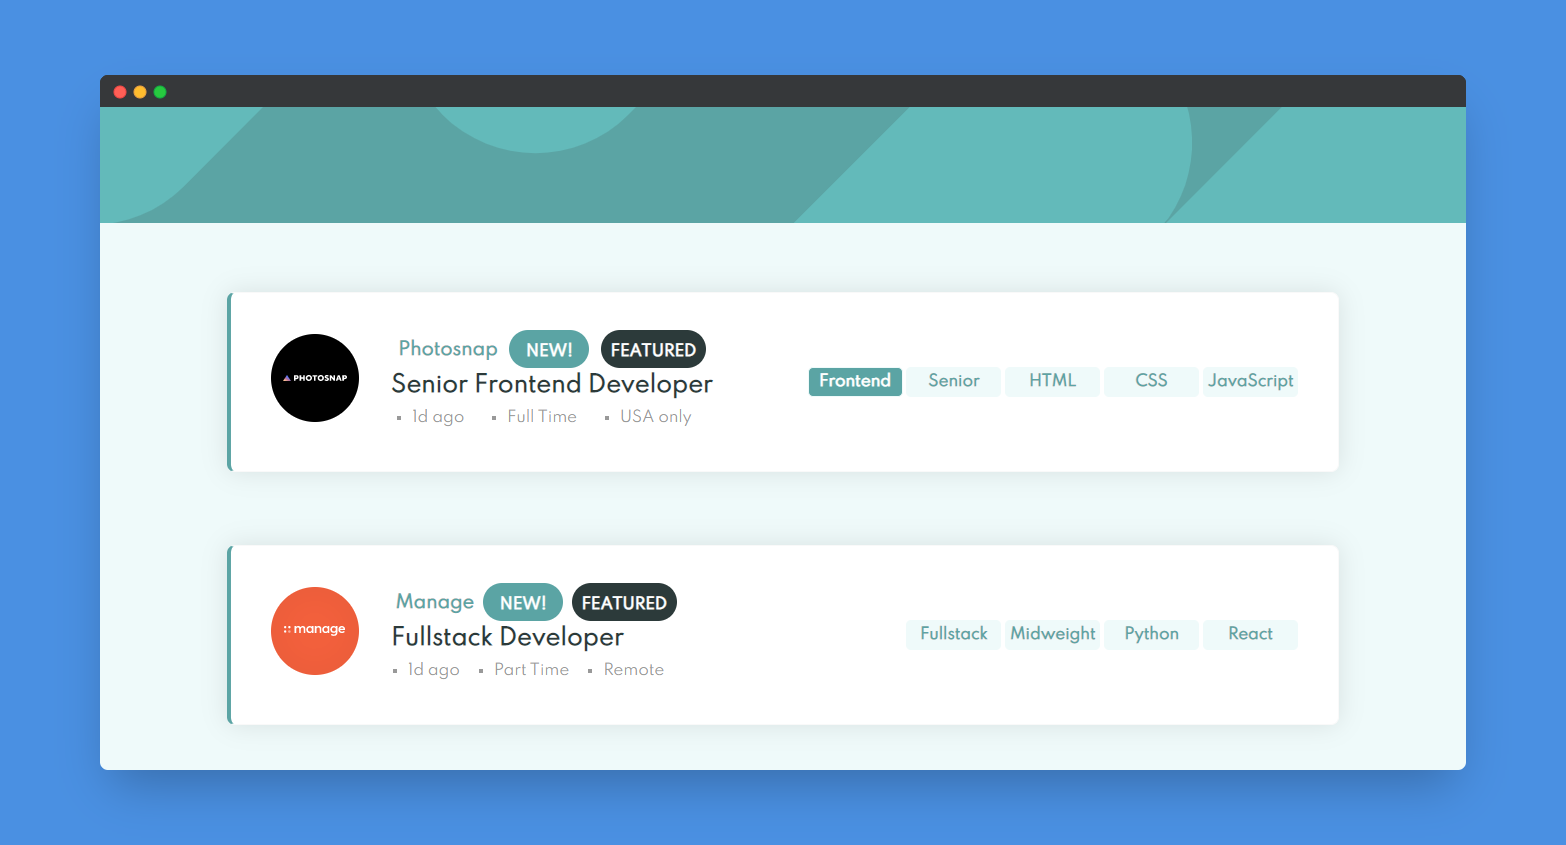 Photosnap NEW! FEATURED
PHOTOSNAP
Senior Frontend Developer
Frontend Senior HTML CSS JavaScript
1d ago Full Time USA only
Manage NEW! FEATURED
manage
Fullstack Developer
Fullstack Midweight Python React
1d ago Part Time Remote